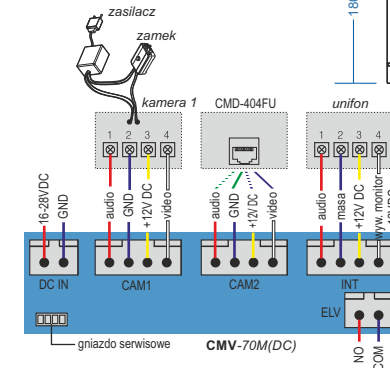 zasilacz
zamek
180
kamera 1
CMD-404FU
unifon
1 2 3 4
1 2 3 4
16-28VDC
GND
audio
GND
+12V DC
video
audio
GND
+12V DC
video
audio
masa
+12V DC
wyw. monitor
DC IN
CAM1
CAM2
INT
ELV
gniazdo serwisowe
CMV-70M(DC)
NO
COM